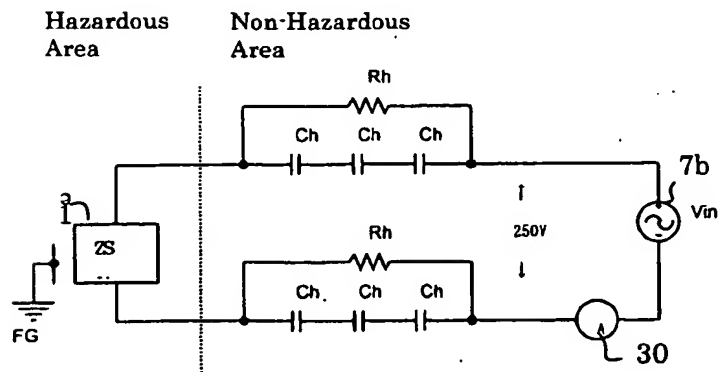 Hazardous Area
Non-Hazardous Area
Rh
Ch Ch Ch
7b
Vin
1
ZS
250V
Rh
Ch Ch Ch
FG
30